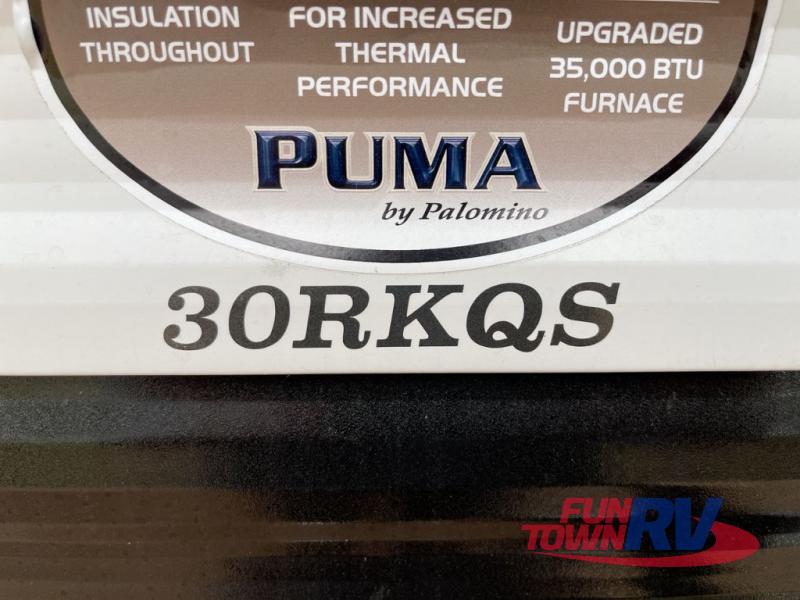 INSULATION
THROUGHOUT
FOR INCREASED
THERMAL
PERFORMANCE
UPGRADED
35,000 BTU
FURNACE
PUMA
by Palomino
30RKQS
FUN
TOWN RV